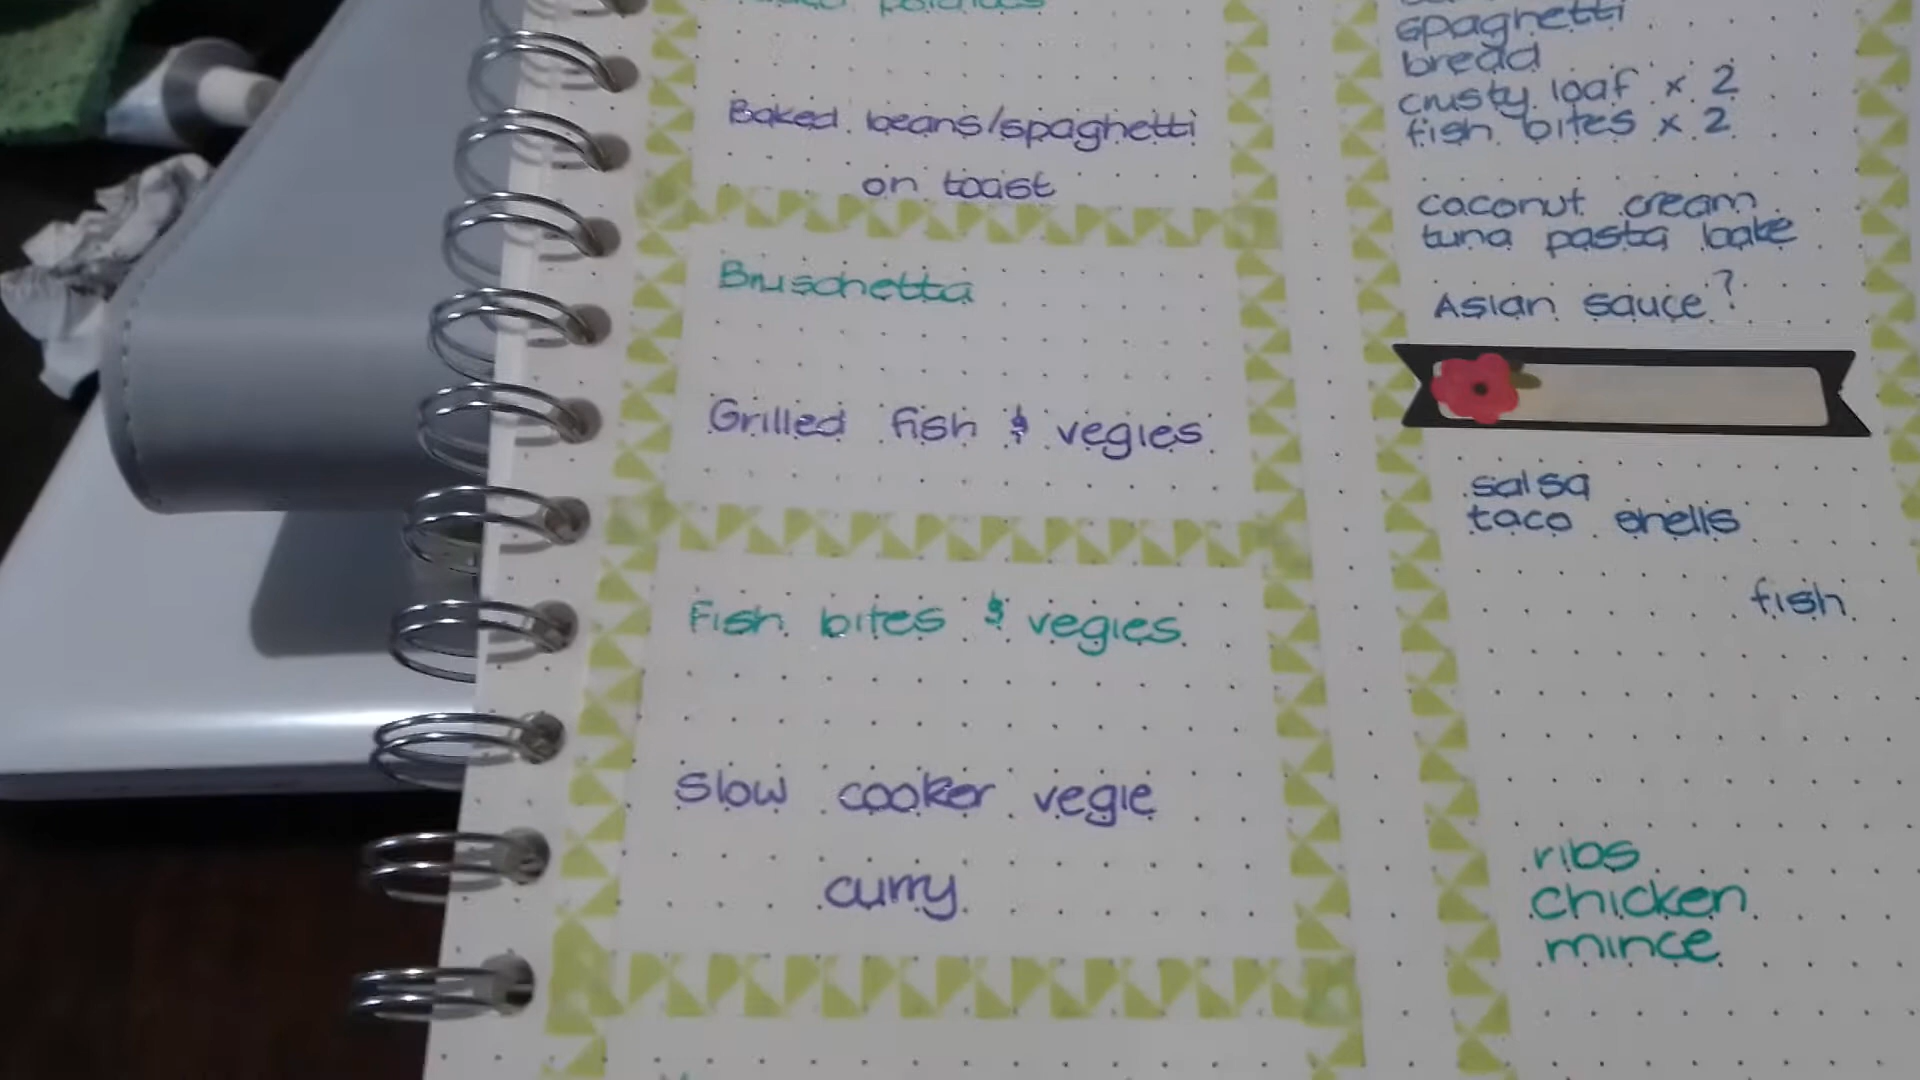 potatoes
Baked beans/spaghetti
on toast
Bruschetta
Grilled fish & vegies
Fish bites & vegies
Slow cooker vegie
curry
spaghetti
bread
crusty loaf x 2
fish bites x 2
coconut cream
tuna pasta bake
Asian sauce?
salsa
taco shells
fish
ribs
chicken
mince